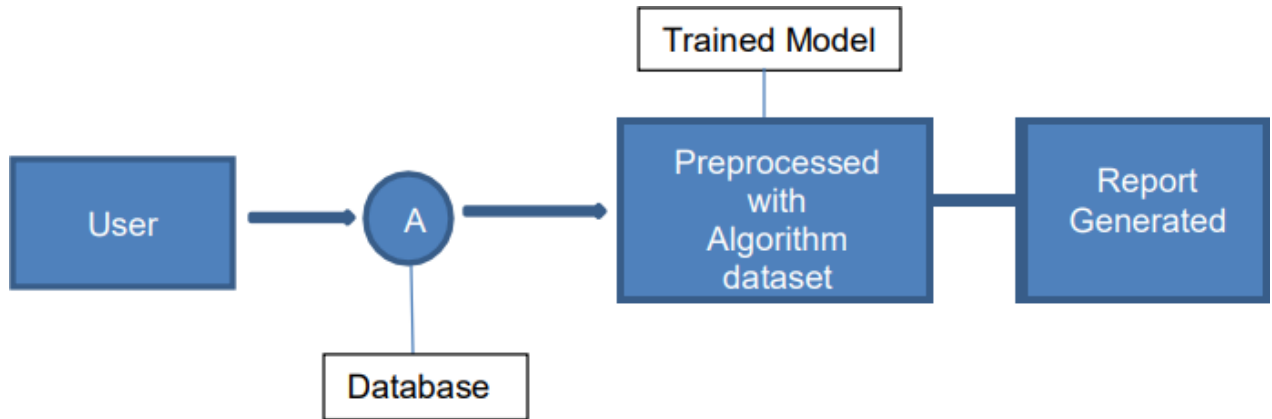 Trained Model
User
A
Preprocessed
with
Algorithm
dataset
Report
Generated
Database